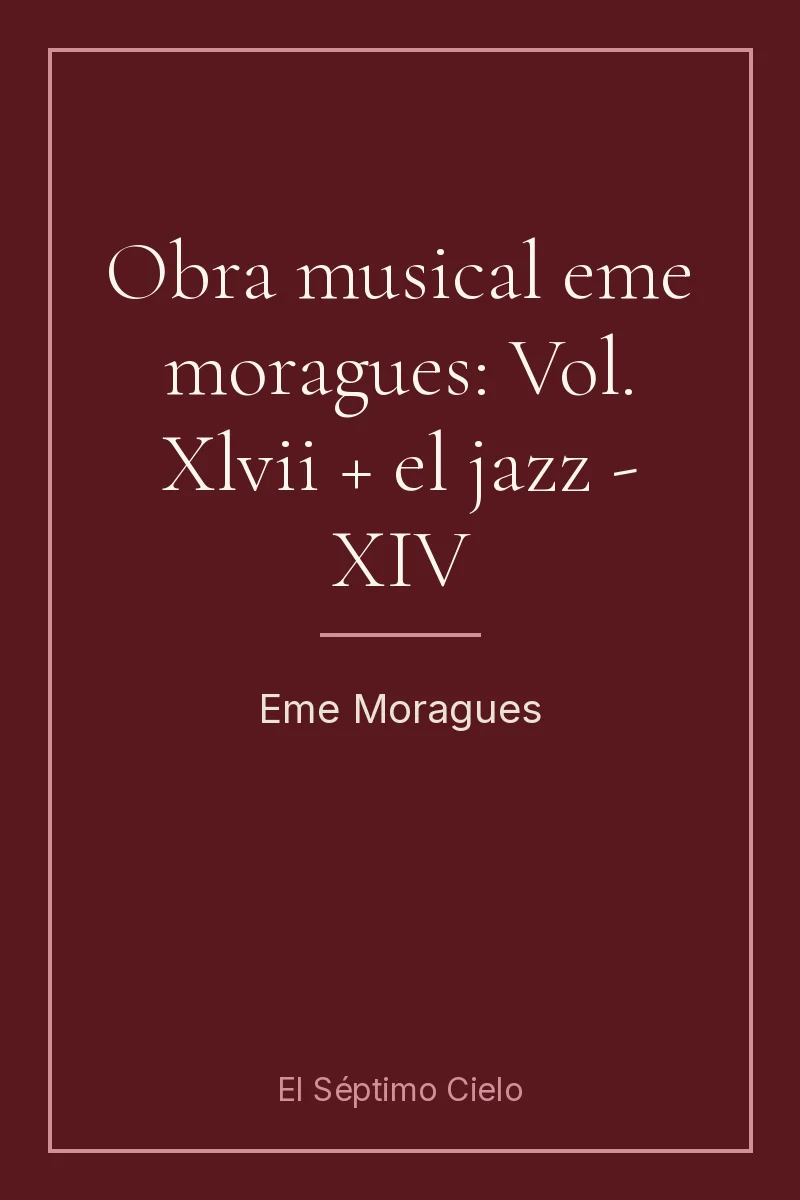 Obra musical eme
moragues: Vol.
Xlvii + el jazz -
XIV
Eme Moragues
El Séptimo Cielo